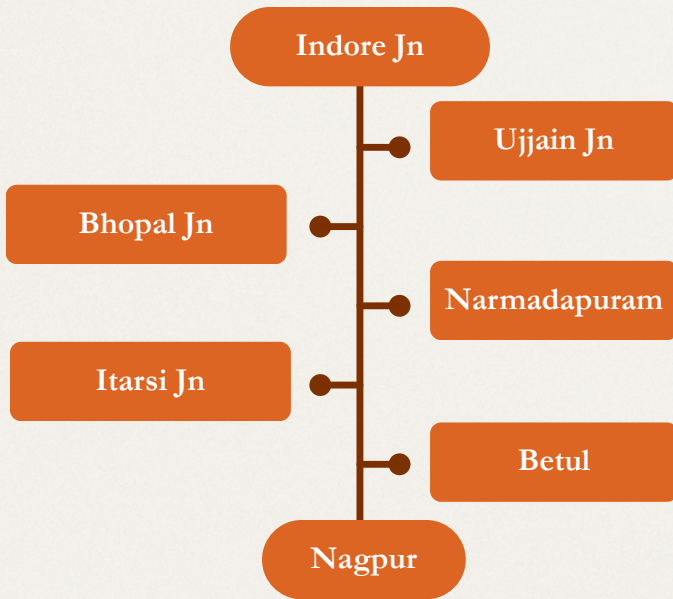 Indore Jn
Ujjain Jn
Bhopal Jn
Narmadapuram
Itarsi Jn
Betul
Nagpur